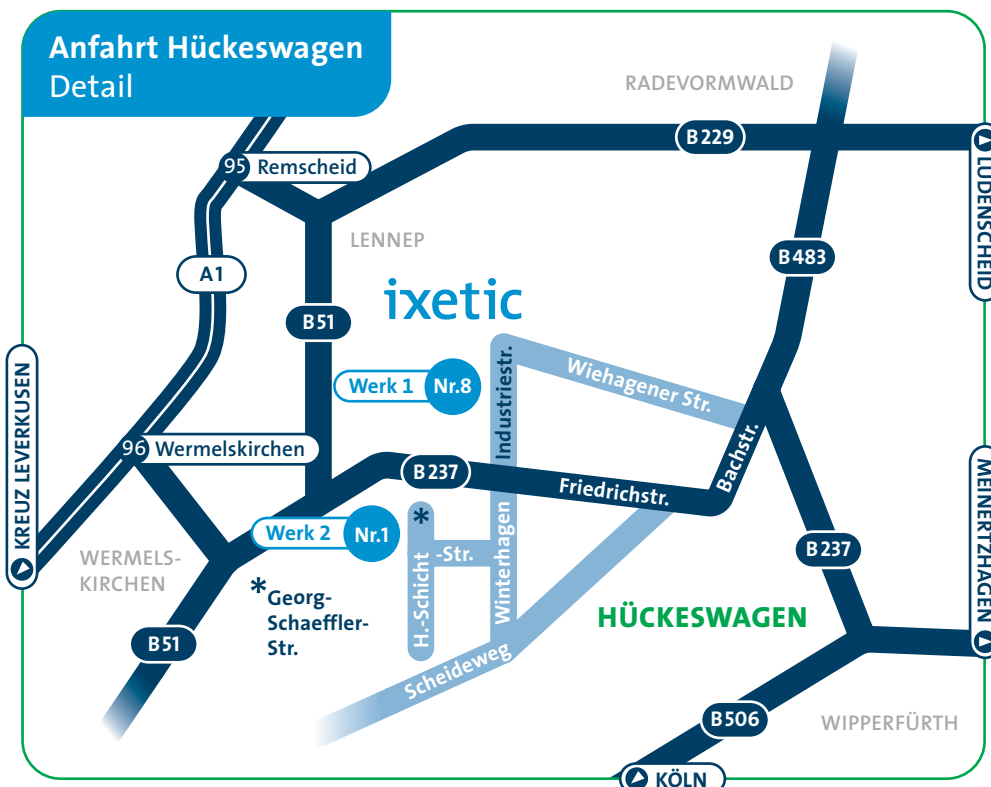 Anfahrt Hückeswagen
Detail
RADEVORMWALD
B229
95 Remscheid
LÜDENSCHEID
LENNEP
B483
A1
ixetic
B51
KREUZ LEVERKUSEN
Werk 1 Nr.8
Industriestr.
Wiehagener Str.
Bachstr.
96 Wermelskirchen
B237
Friedrichstr.
MEINERTZHAGEN
Werk 2 Nr.1
*
H.-Schicht
-Str.
Winterhagen
B237
WERMELS-
KIRCHEN
*Georg-
Schaeffler-
Str.
HÜCKESWAGEN
B51
Scheideweg
B506
WIPPERFÜRTH
KÖLN